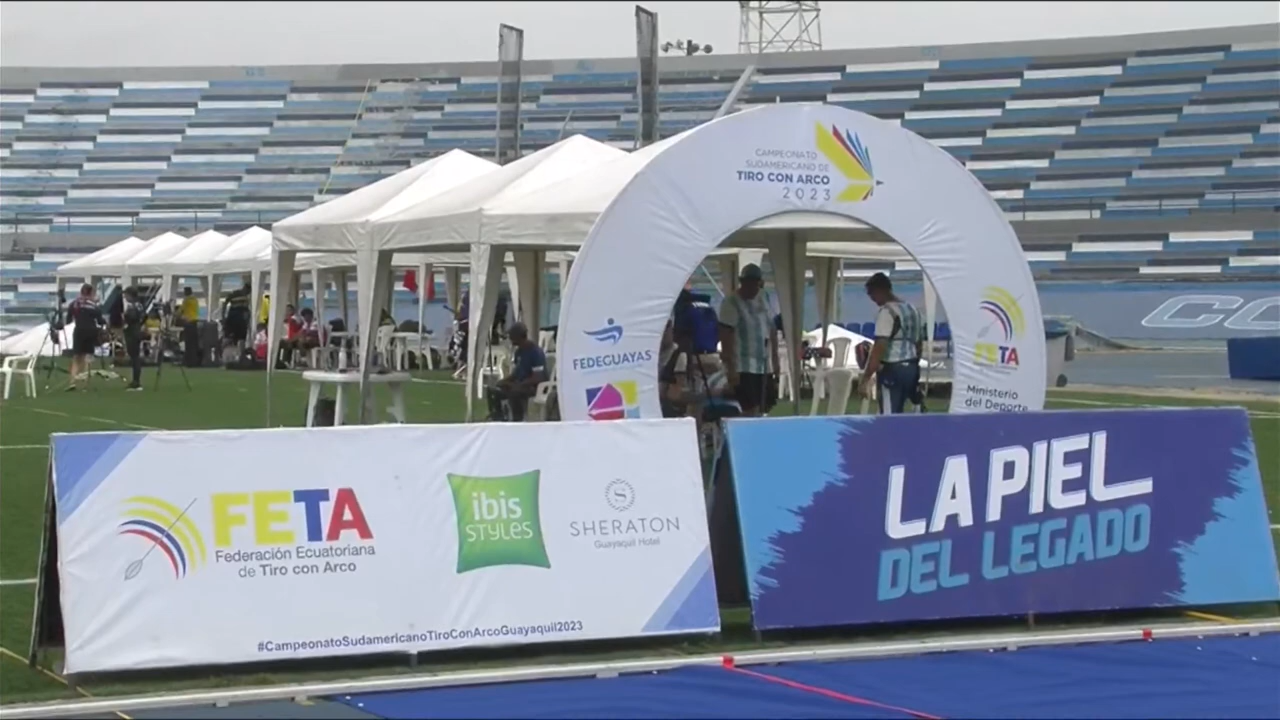 CAMPEONATO
SUDAMERICANO DE
TIRO CON ARCO
2023
FEDEGUAYAS
FETA
Ministerio
del Deporte
CO
FETA
Federación Ecuatoriana
de Tiro con Arco
ibis
STYLES
S
SHERATON
Guayaquil Hotel
#CampeonatoSudamericanoTiroConArcoGuayaquil2023
LA PIEL
DEL LEGADO